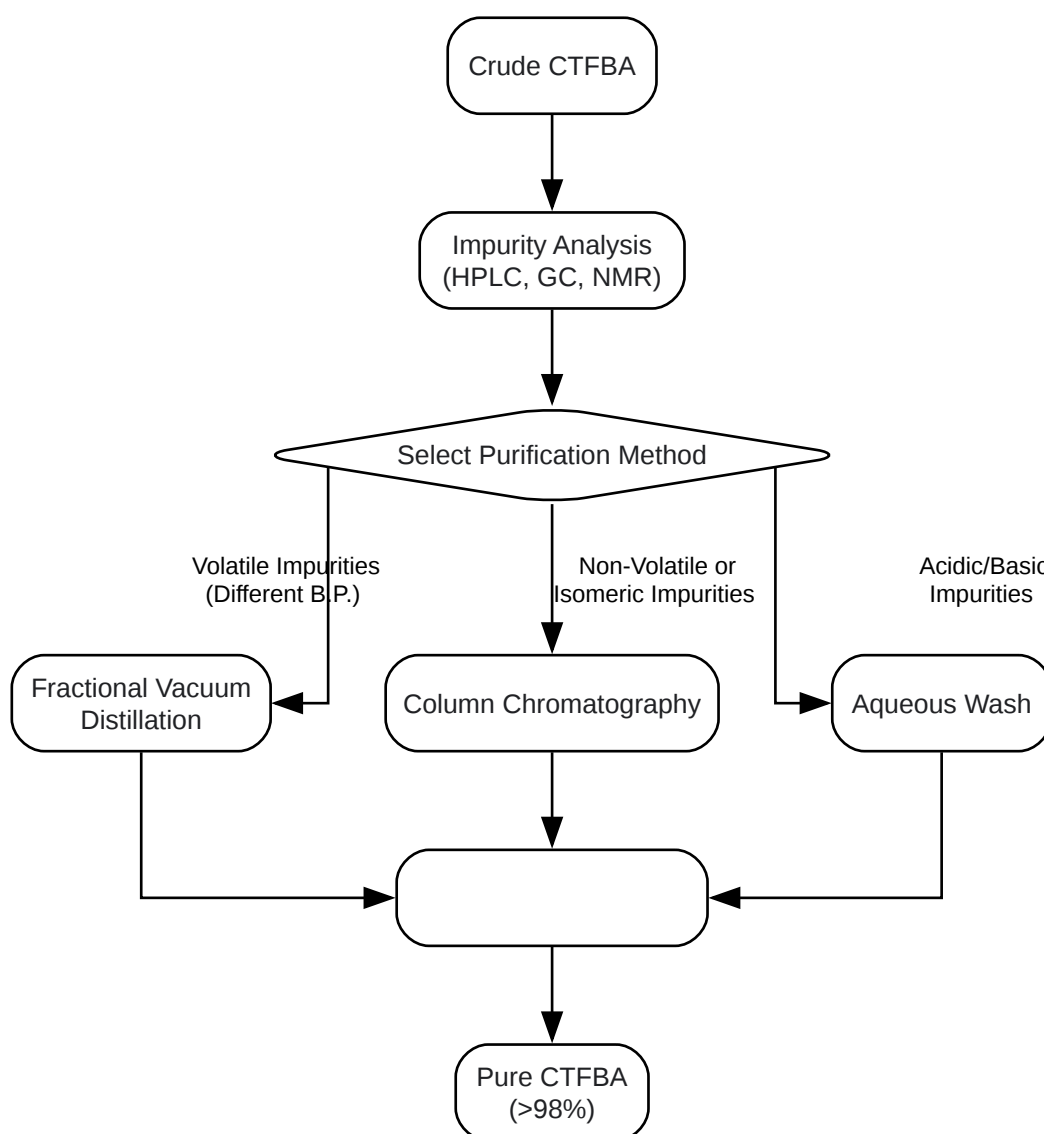 Crude CTFBA
Impurity Analysis
(HPLC, GC, NMR)
Select Purification Method
Volatile Impurities
(Different B.P.)
Non-Volatile or
Isomeric Impurities
Acidic/Basic
Impurities
Fractional Vacuum
Distillation
Column Chromatography
Aqueous Wash
Pure CTFBA
(>98%)